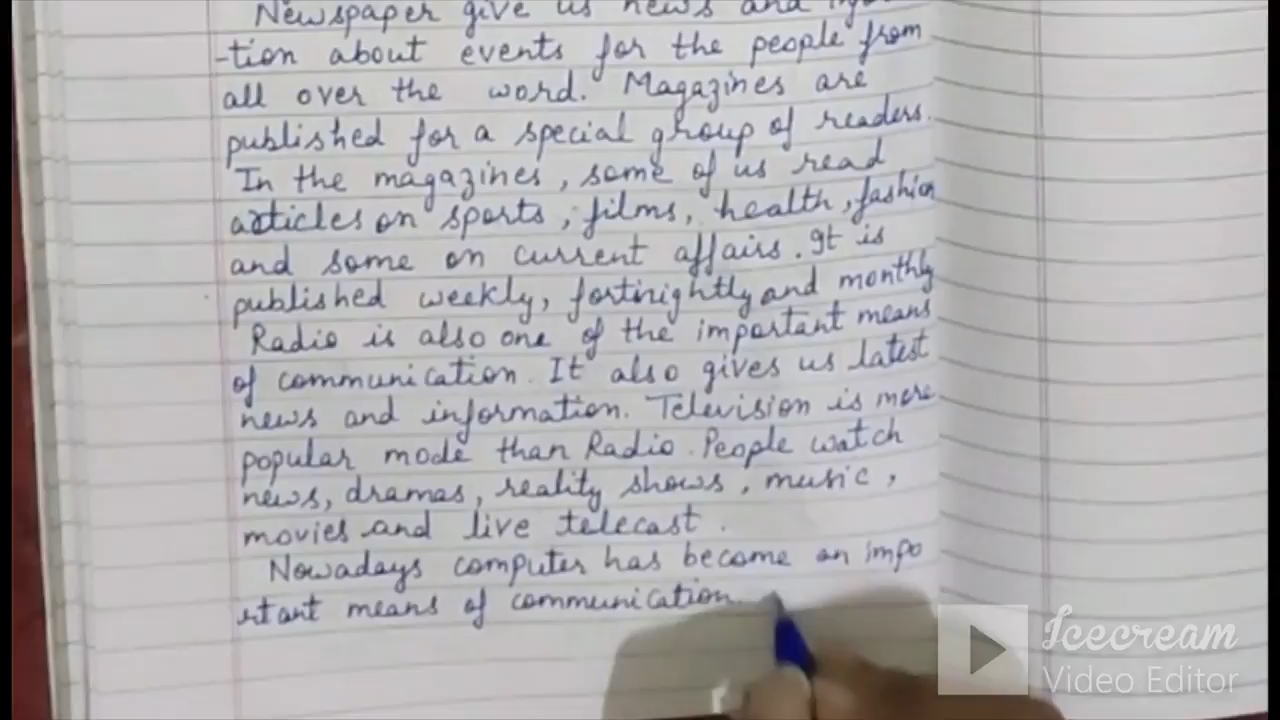 Newspaper give us news and
-tion about events for the people from
all over the word. Magazines are
published for a special group of readers.
In the magazines, some of us read
articles on sports, films, health, fashion
and some on current affairs. It is
published weekly, fortinightly and monthly
Radio is also one of the important means
of communication. It also gives us latest
news and information. Television is more
popular mode than Radio. People watch
news, dramas, reality shows, music,
movies and live telecast.
Nowadays computer has become an impo
rtant means of communication.
Icecream
Video Editor